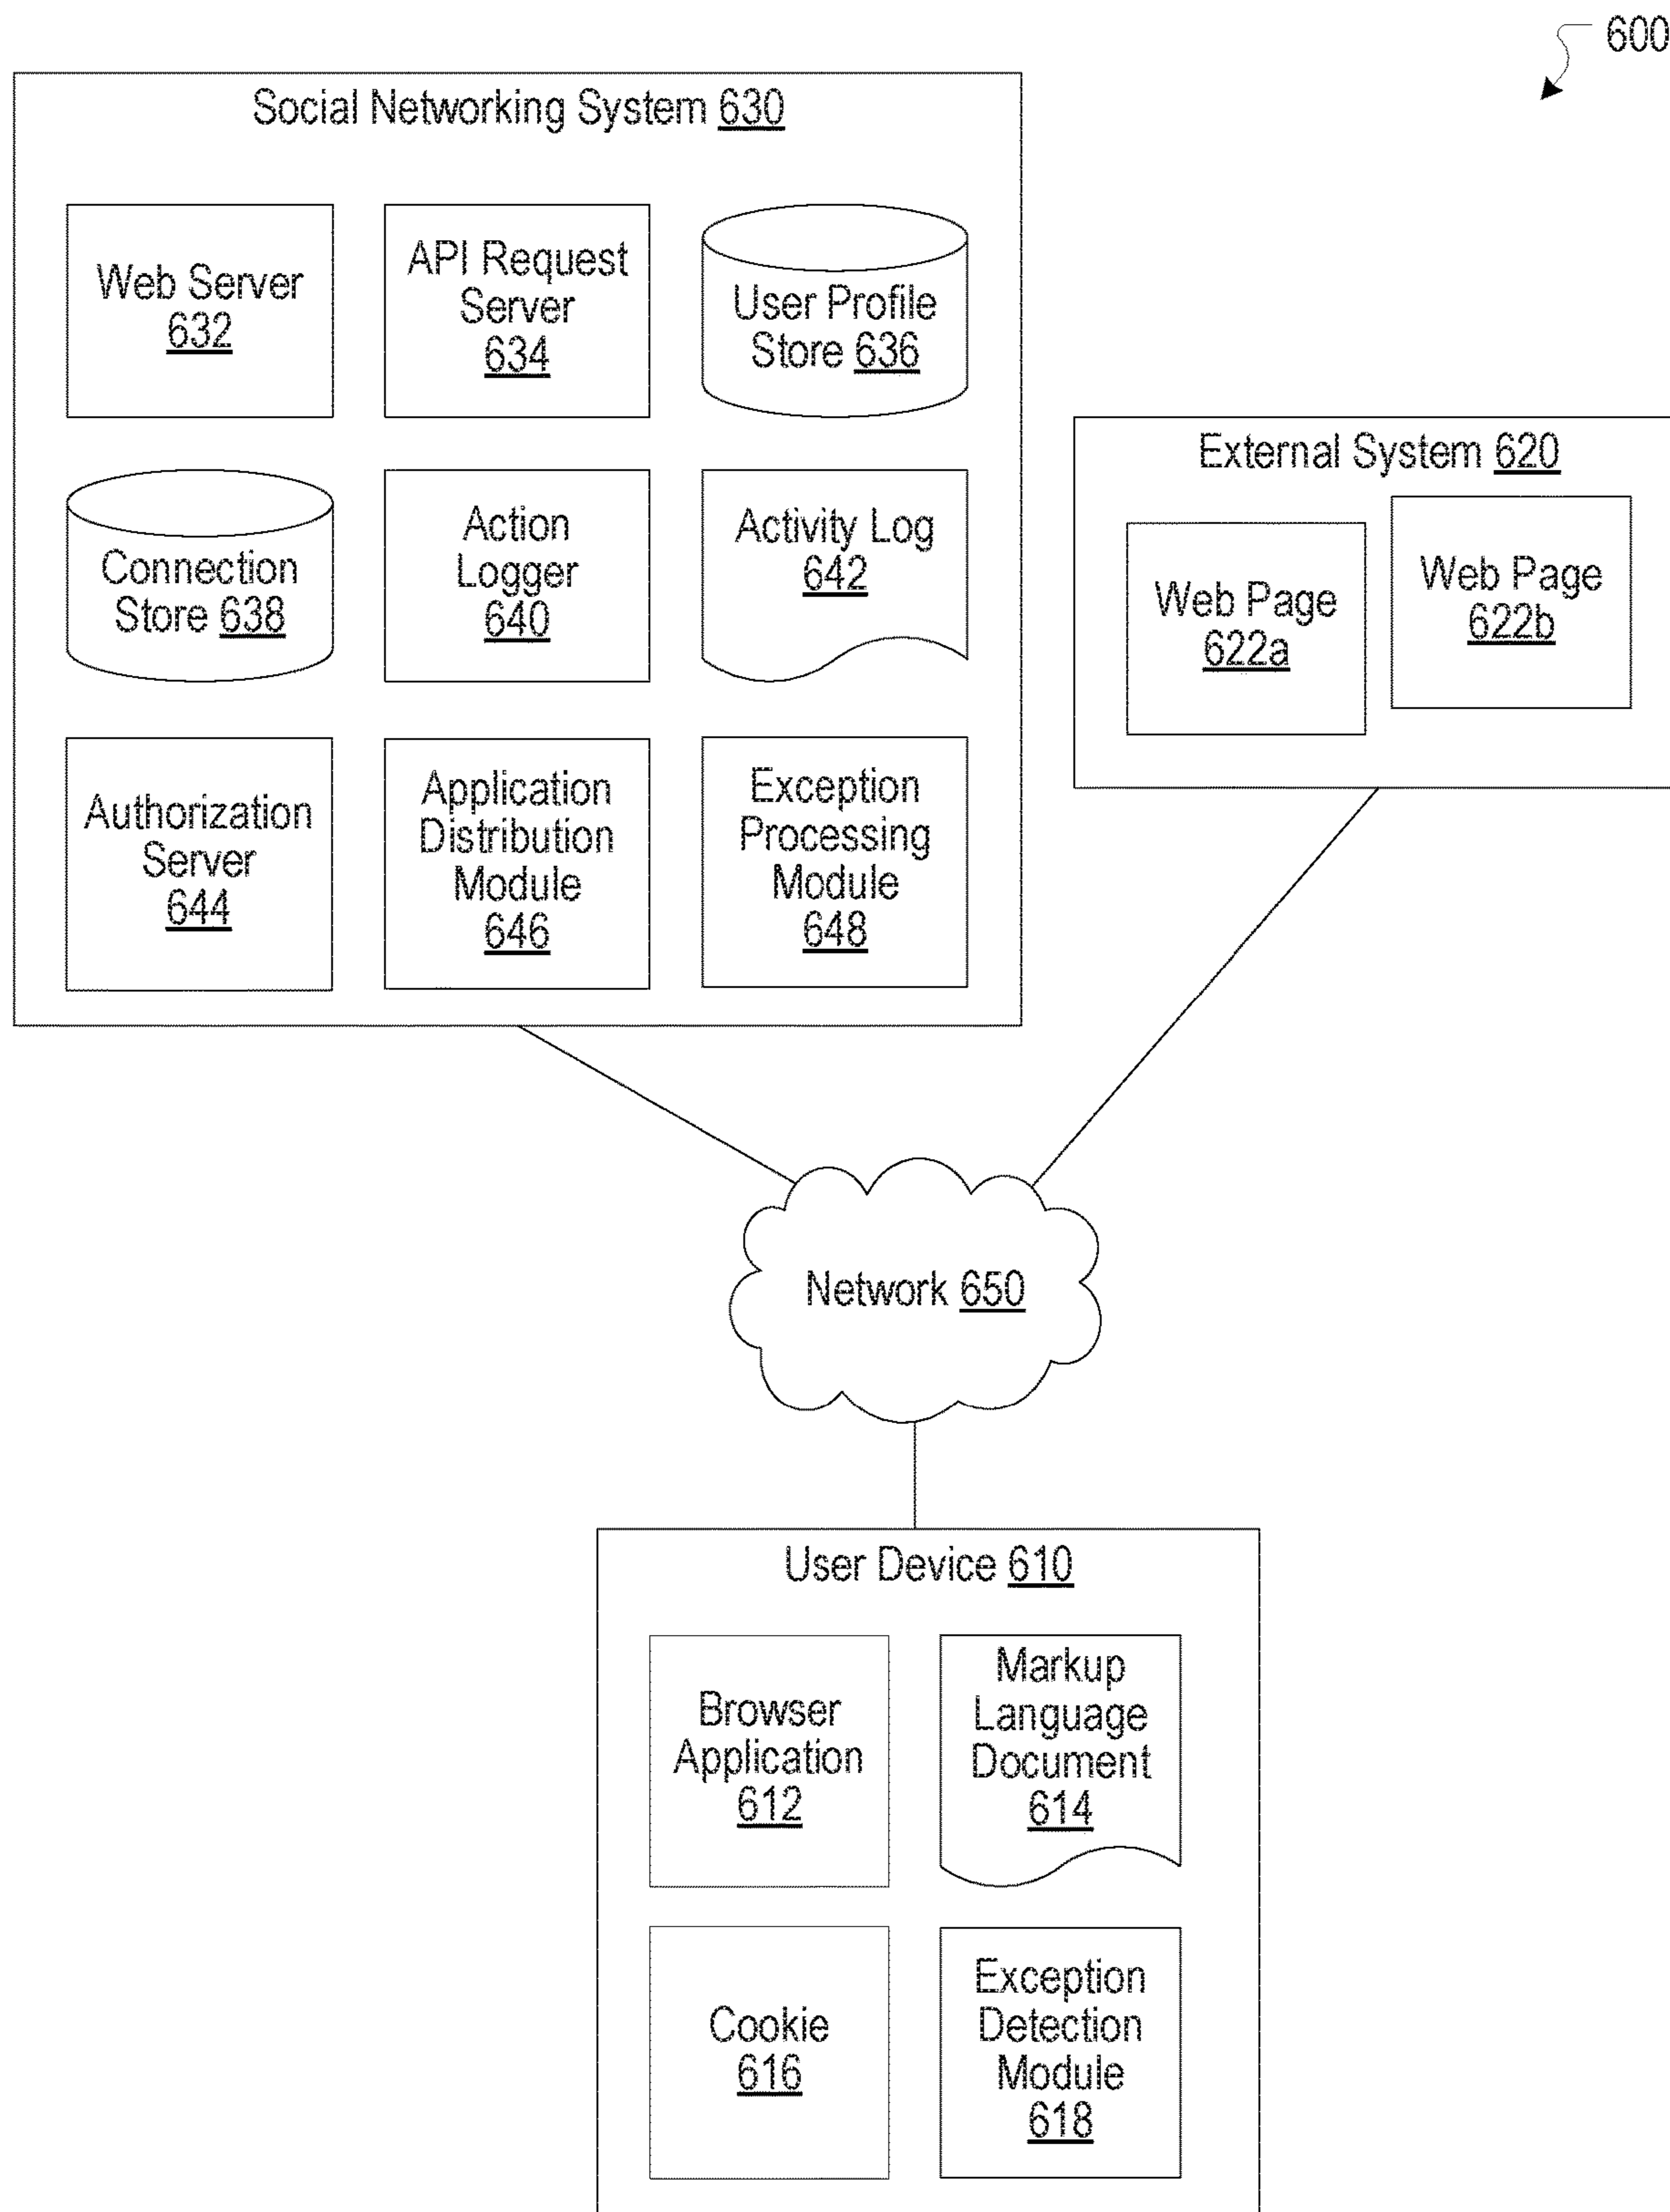 600
Social Networking System 630
Web Server
632
API Request
Server
634
User Profile
Store 636
Connection
Store 638
Action
Logger
640
Activity Log
642
Authorization
Server
644
Application
Distribution
Module
646
Exception
Processing
Module
648
External System 620
Web Page
622a
Web Page
622b
Network 650
User Device 610
Browser
Application
612
Markup
Language
Document
614
Cookie
616
Exception
Detection
Module
618